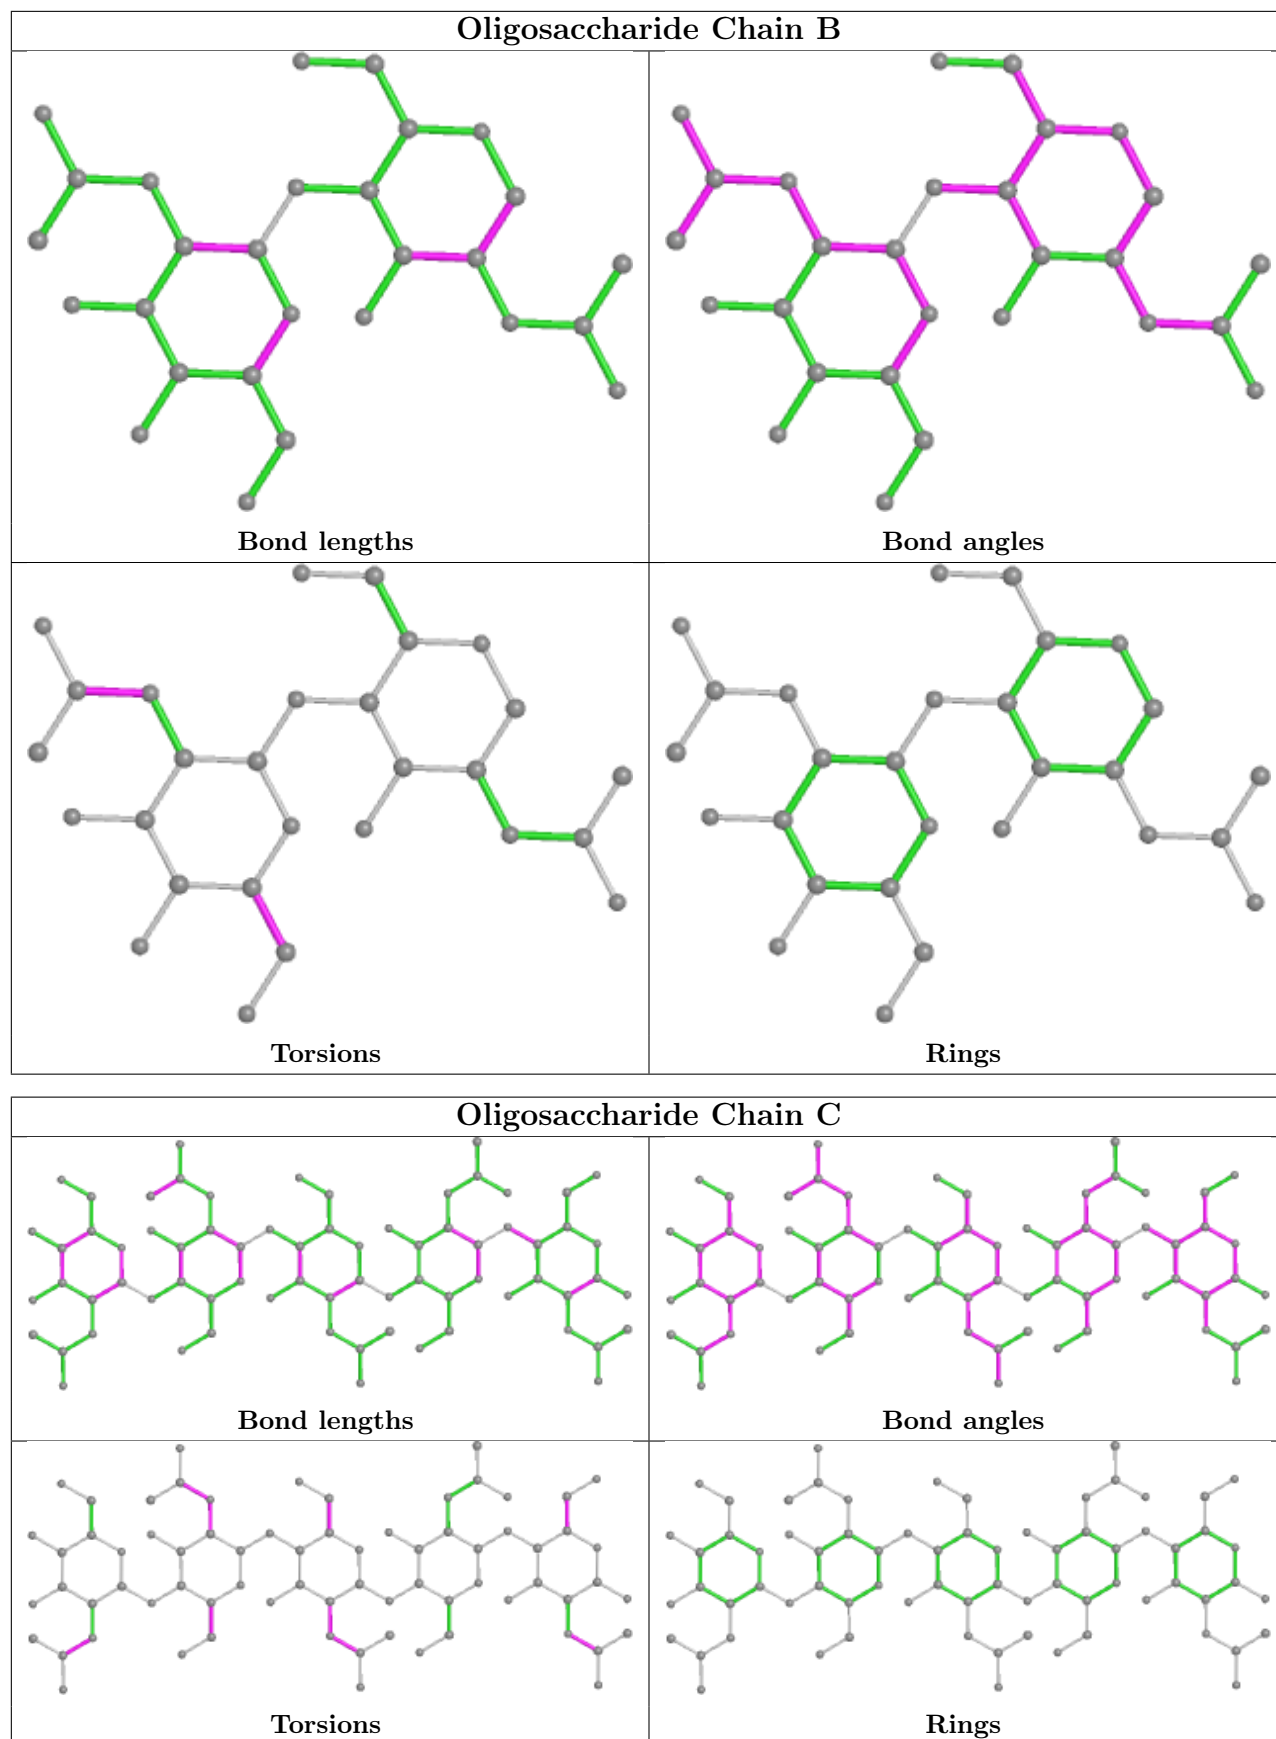 Oligosaccharide Chain B
Bond lengths
Bond angles
Torsions
Rings
Oligosaccharide Chain C
Bond lengths
Bond angles
Torsions
Rings